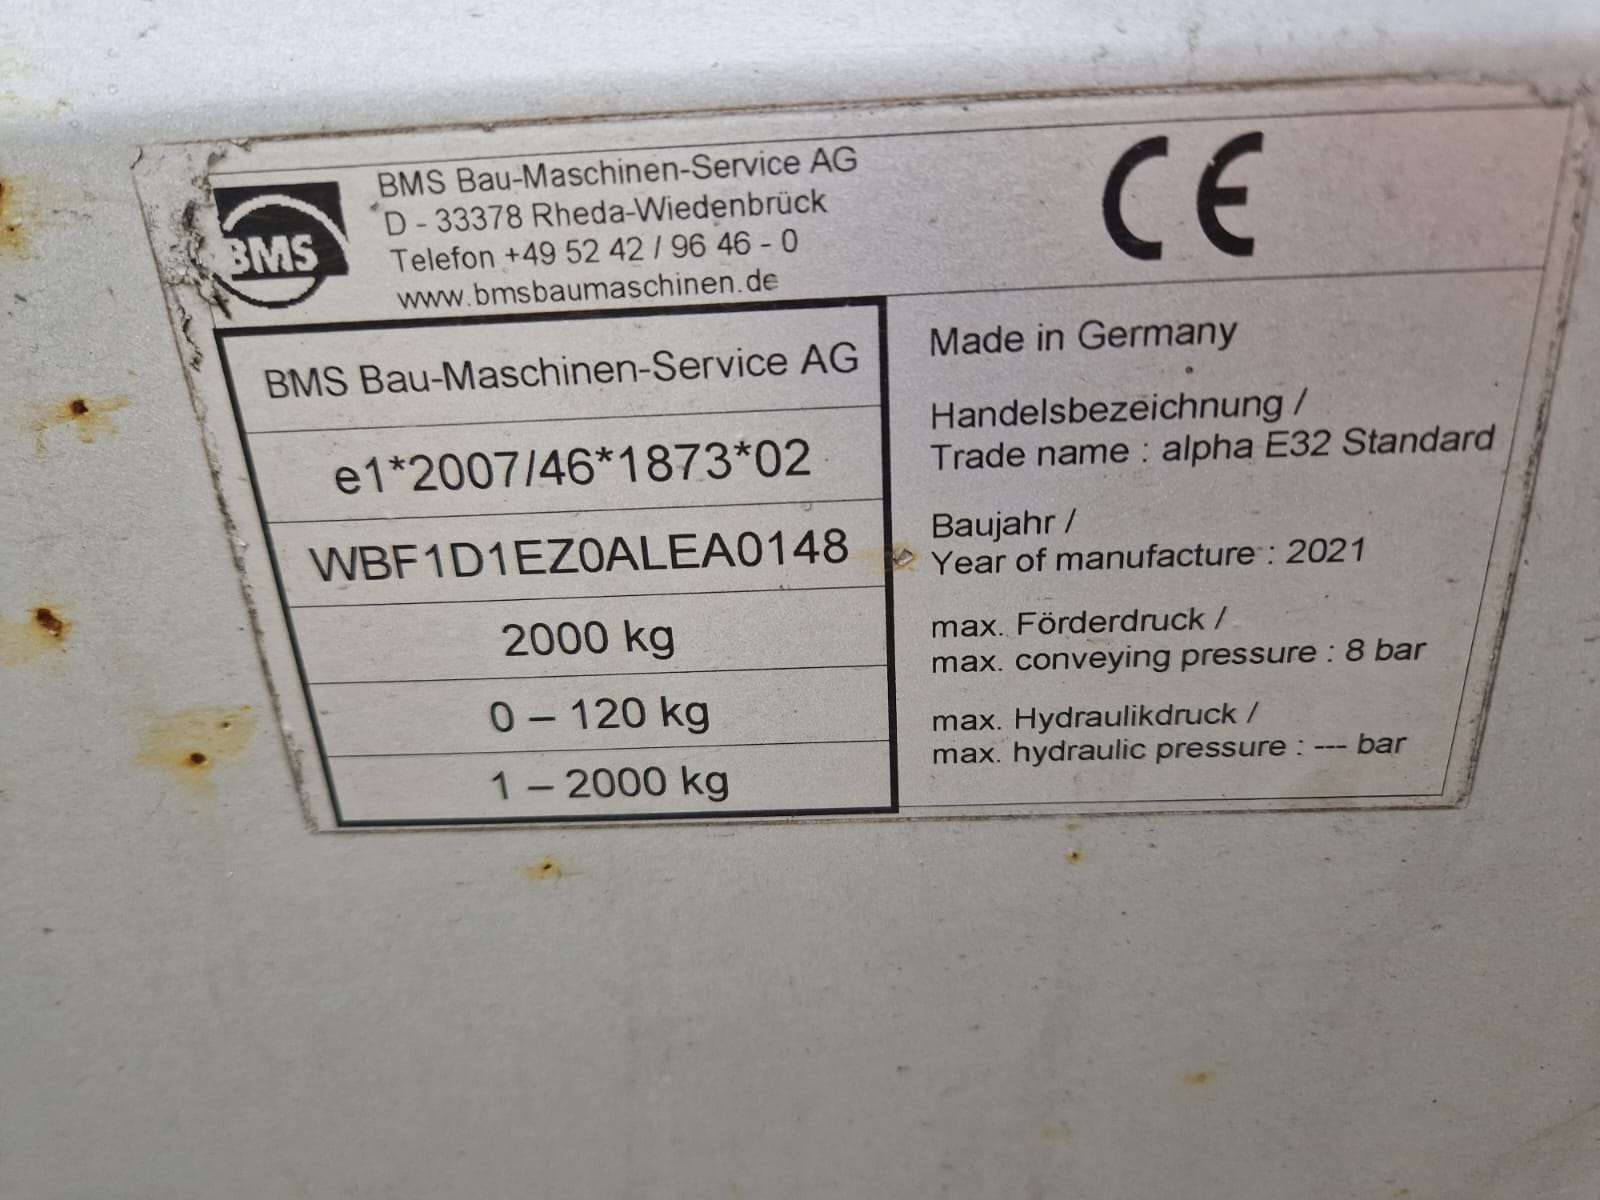 BMS
BMS Bau-Maschinen-Service AG
D - 33378 Rheda-Wiedenbrück
Telefon +49 52 42 / 96 46 - 0
www.bmsbaumaschinen.de
CE
BMS Bau-Maschinen-Service AG
e1*2007/46*1873*02
WBF1D1EZ0ALEA0148
2000 kg
0 – 120 kg
1 – 2000 kg
Made in Germany
Handelsbezeichnung /
Trade name : alpha E32 Standard
Baujahr /
Year of manufacture : 2021
max. Förderdruck /
max. conveying pressure : 8 bar
max. Hydraulikdruck /
max. hydraulic pressure : --- bar